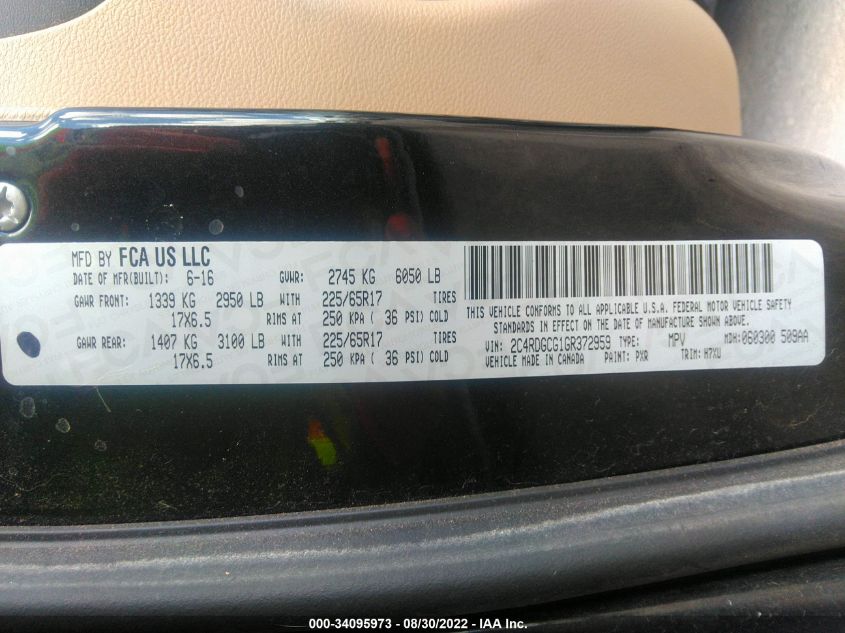 MFD BY FCA US LLC
DATE OF MFR(BUILT): 6-16 GVWR: 2745 KG 6050 LB
GAWR FRONT: 1339 KG 2950 LB WITH 225/65R17 TIRES
17X6.5 RIMS AT 250 KPA ( 36 PSI) COLD
GAWR REAR: 1407 KG 3100 LB WITH 225/65R17 TIRES
17X6.5 RIMS AT 250 KPA ( 36 PSI) COLD
THIS VEHICLE CONFORMS TO ALL APPLICABLE U.S.A. FEDERAL MOTOR VEHICLE SAFETY
STANDARDS IN EFFECT ON THE DATE OF MANUFACTURE SHOWN ABOVE.
VIN: 2C4RDGCG1GR372959 TYPE: MPV MDH: 060300 509AA
VEHICLE MADE IN CANADA PAINT: PXR TRIM: H7XU
000-34095973 - 08/30/2022 - IAA Inc.